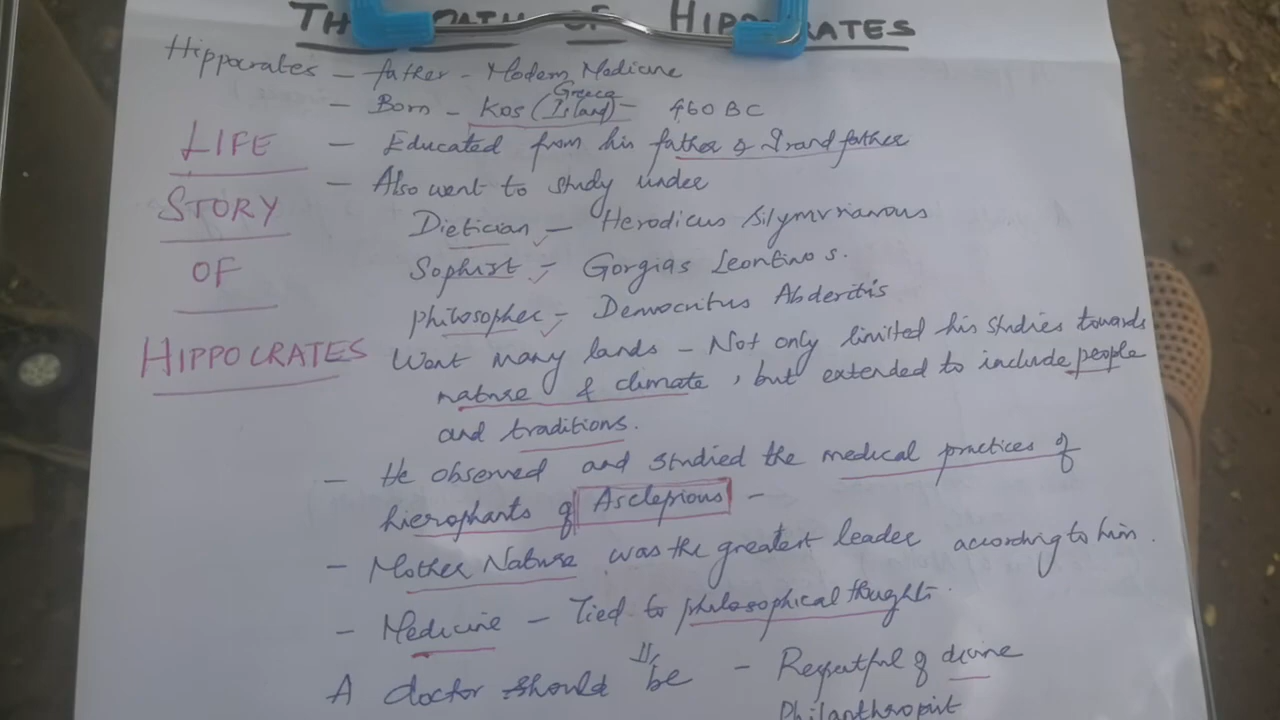 TH PATH OF HIPP RATES
Hippocrates – father – Modern Medicine
– Born – Kos (Greece Island) – 460 BC
LIFE – Educated from his father & Grand father
– Also went to study under
STORY Dietician – Herodicus Silymvrianous
OF Sophist – Gorgias Leontinos.
philosopher – Democritus Abderitis
HIPPOCRATES Went many lands – Not only limited his studies towards
nature & climate, but extended to include people
and traditions.
– He observed and studied the medical practices of
hierophants of Asclepious –
– Mother Nature was the greatest leader according to him.
– Medicine – Tied to philosophical thoughts.
A doctor should be – Respectful of divine
Philanthropist